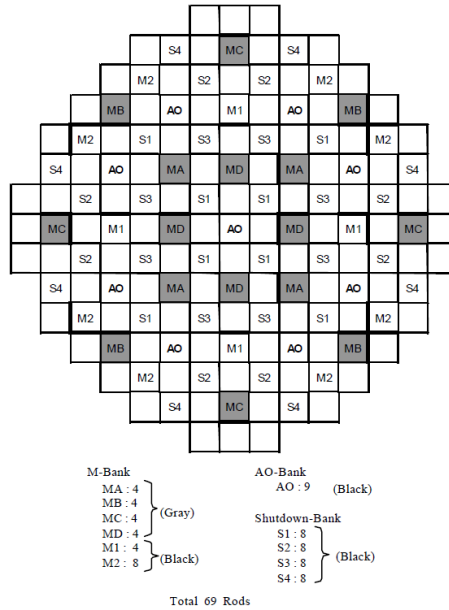 S4 MC S4
M2 S2 S2 M2
MB AO M1 AO MB
M2 S1 S3 S3 S1 M2
S4 AO MA MD MA AO S4
S2 S3 S1 S1 S3 S2
MC M1 MD AO MD M1 MC
S2 S3 S1 S1 S3 S2
S4 AO MA MD MA AO S4
M2 S1 S3 S3 S1 M2
MB AO M1 AO MB
M2 S2 S2 M2
S4 MC S4
M-Bank
MA : 4
MB : 4
MC : 4
MD : 4
(Gray)
M1 : 4
M2 : 8
(Black)
AO-Bank
AO : 9 (Black)
Shutdown-Bank
S1 : 8
S2 : 8
S3 : 8
S4 : 8
(Black)
Total 69 Rods